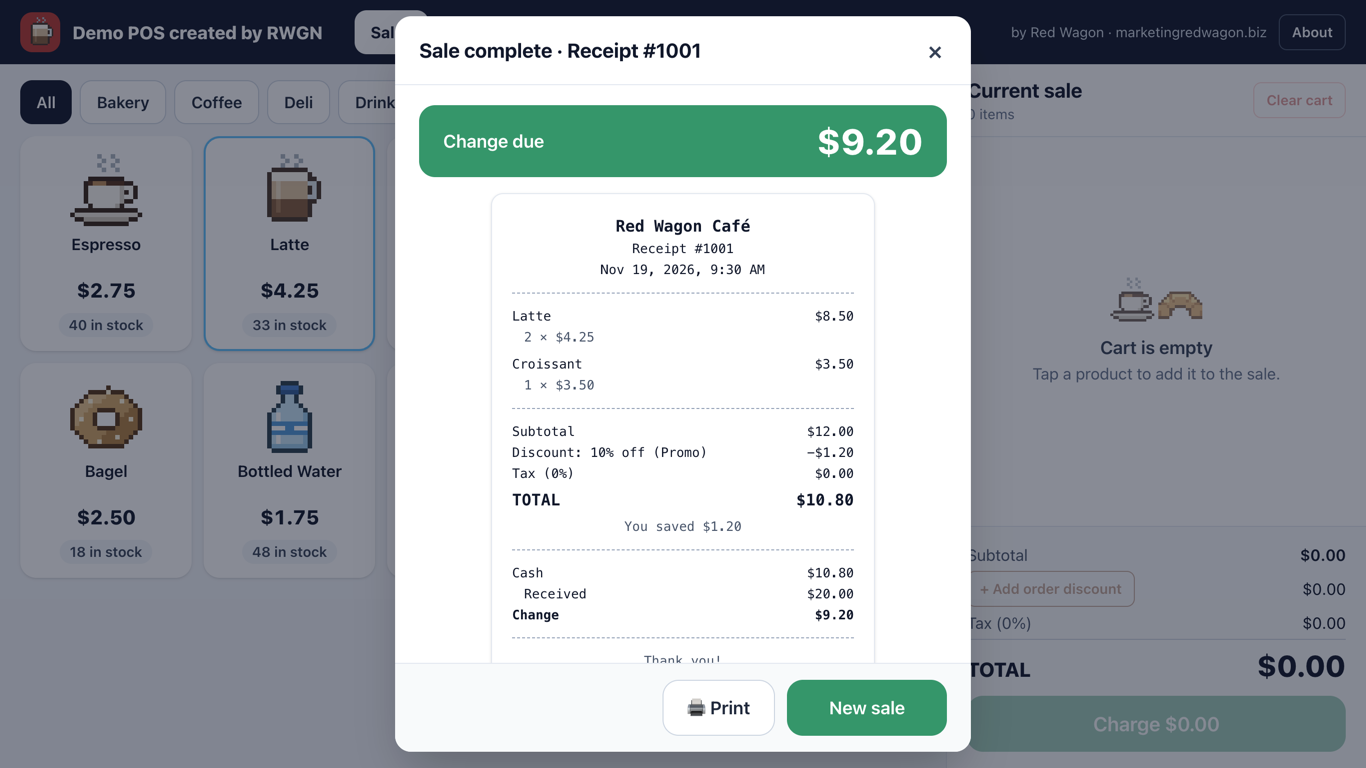 Demo POS created by RWGN
by Red Wagon · marketingredwagon.biz
About
All
Bakery
Coffee
Deli
Current sale
0 items
Clear cart
Espresso
$2.75
40 in stock
Latte
$4.25
33 in stock
Bagel
$2.50
18 in stock
Bottled Water
$1.75
48 in stock
Sale complete · Receipt #1001
×
Change due
$9.20
Red Wagon Café
Receipt #1001
Nov 19, 2026, 9:30 AM
Latte $8.50
2 × $4.25
Croissant $3.50
1 × $3.50
Subtotal $12.00
Discount: 10% off (Promo) −$1.20
Tax (0%) $0.00
TOTAL $10.80
You saved $1.20
Cash $10.80
Received $20.00
Change $9.20
Thank you!
Print
New sale
Cart is empty
Tap a product to add it to the sale.
Subtotal $0.00
+ Add order discount $0.00
Tax (0%) $0.00
TOTAL $0.00
Charge $0.00